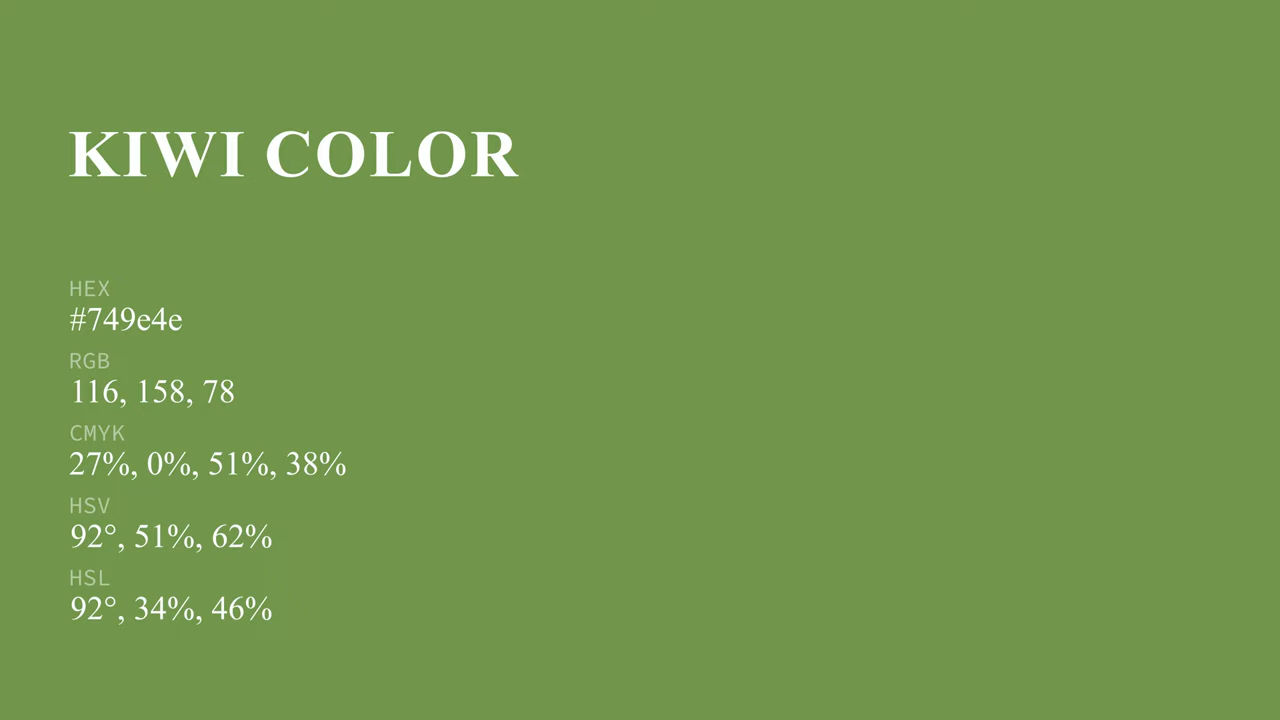 KIWI COLOR
HEX
#749e4e
RGB
116, 158, 78
CMYK
27%, 0%, 51%, 38%
HSV
92°, 51%, 62%
HSL
92°, 34%, 46%